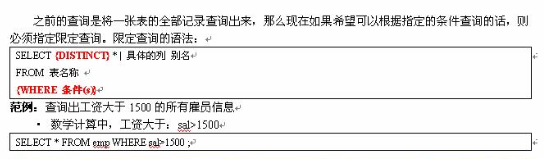 之前的查询是将一张表的全部记录查询出来，那么现在如果希望可以根据指定的条件查询的话，则
必须指定限定查询。限定查询的语法：
SELECT {DISTINCT} *| 具体的列 别名
FROM 表名称
{WHERE 条件(s)}
范例：查询出工资大于 1500 的所有雇员信息
• 数学计算中，工资大于：sal>1500
SELECT * FROM emp WHERE sal>1500 ;